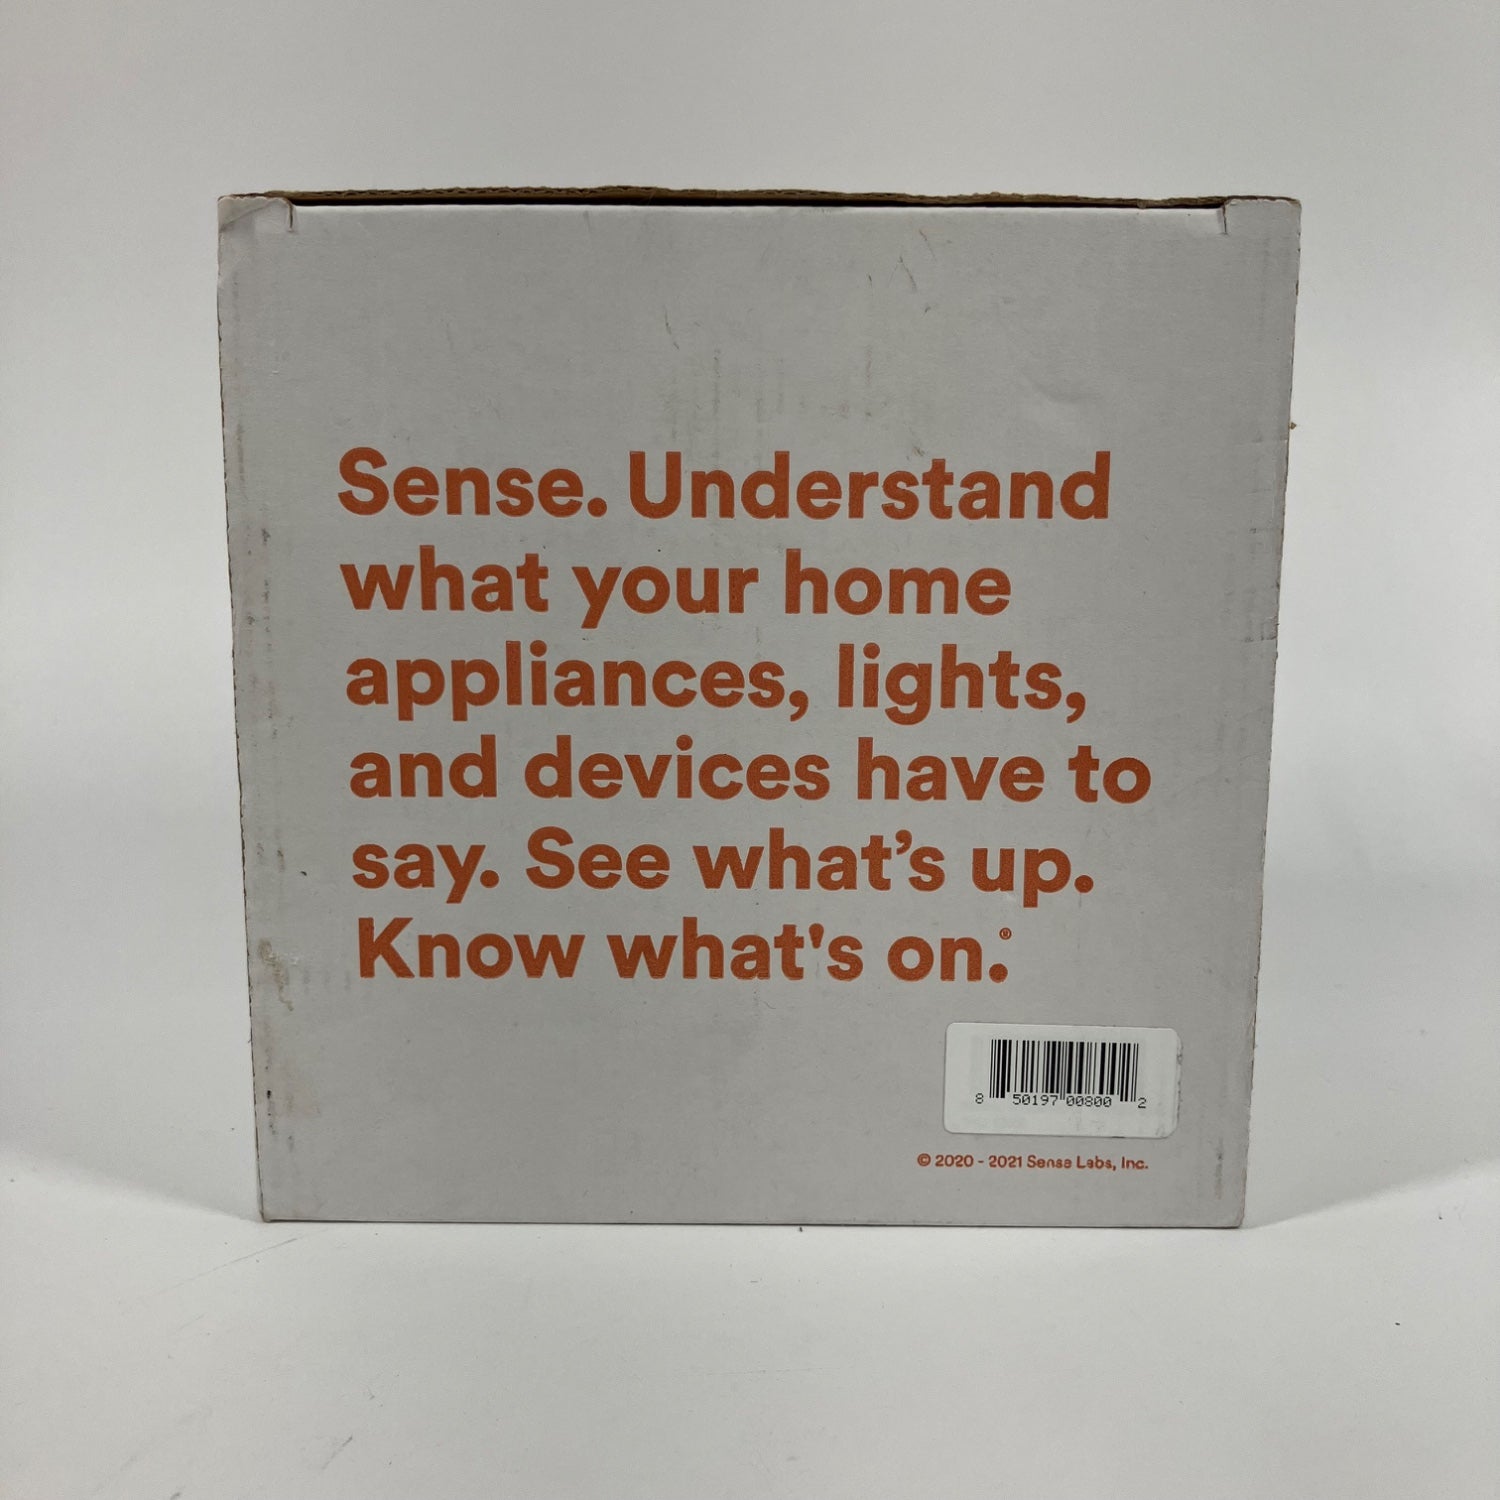 Sense. Understand
what your home
appliances, lights,
and devices have to
say. See what’s up.
Know what's on.®
8 50197 00800 2
© 2020 - 2021 Sense Labs, Inc.